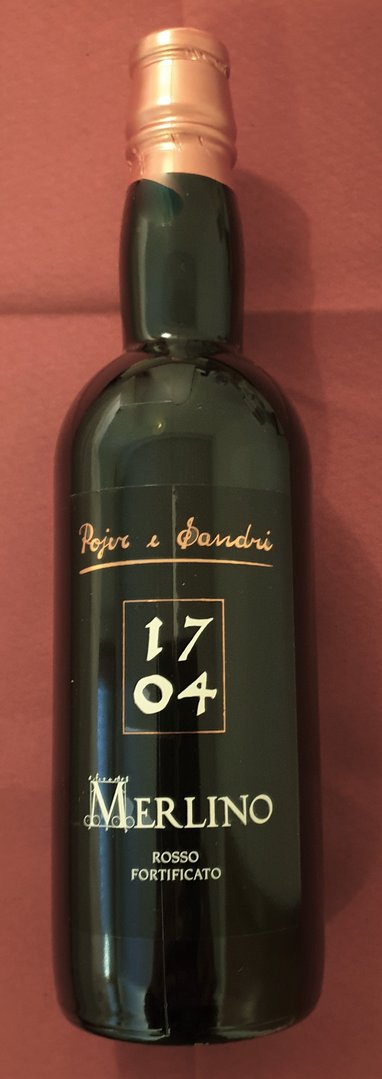 Pojer e Sandri
17
04
MERLINO
ROSSO
FORTIFICATO